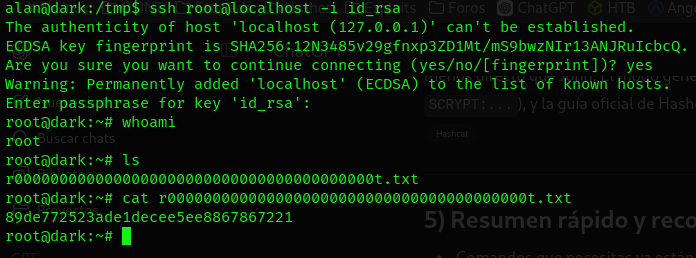 ChatGPT
HTB
alan@dark:/tmp$ ssh root@localhost -i id_rsa
The authenticity of host 'localhost (127.0.0.1)' can't be established.
ECDSA key fingerprint is SHA256:12N3485v29gfnxp3ZD1Mt/mS9bwzNIr13ANJRuIcbcQ.
Are you sure you want to continue connecting (yes/no/[fingerprint])? yes
Warning: Permanently added 'localhost' (ECDSA) to the list of known hosts.
Enter passphrase for key 'id_rsa':
SCRYPT:...), y la guía oficial de Hash
root@dark:~# whoami
Hashcat
root
Buscar chats
root@dark:~# ls
r0000000000000000000000000000000000000000000t.txt
root@dark:~# cat r0000000000000000000000000000000000000000000t.txt
89de772523ade1decee5ee8867867221
5) Resumen rápido y reco
root@dark:~#